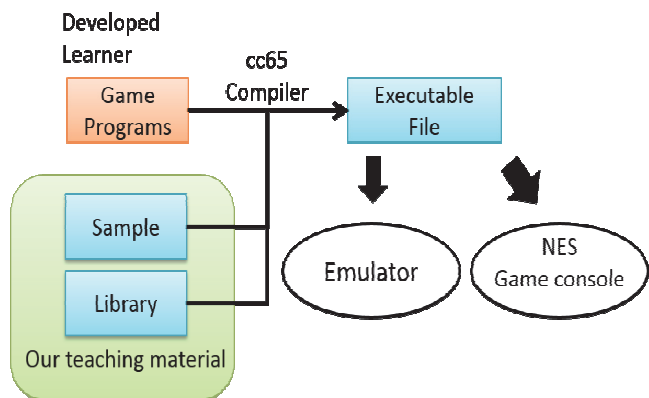 Developed
Learner
Game
Programs
cc65
Compiler
Executable
File
Sample
Library
Our teaching material
Emulator
NES
Game console